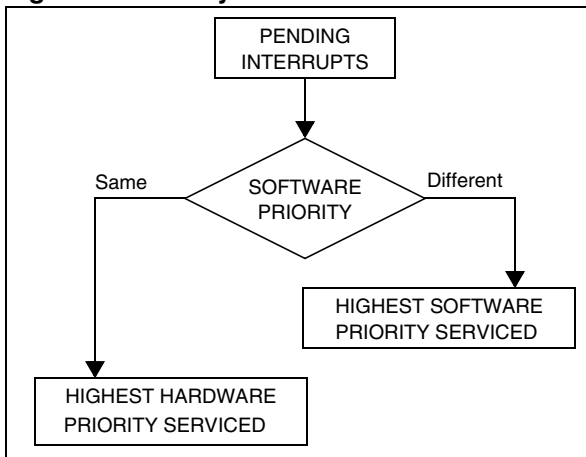 PENDING
INTERRUPTS
Same
SOFTWARE
PRIORITY
Different
HIGHEST SOFTWARE
PRIORITY SERVICED
HIGHEST HARDWARE
PRIORITY SERVICED